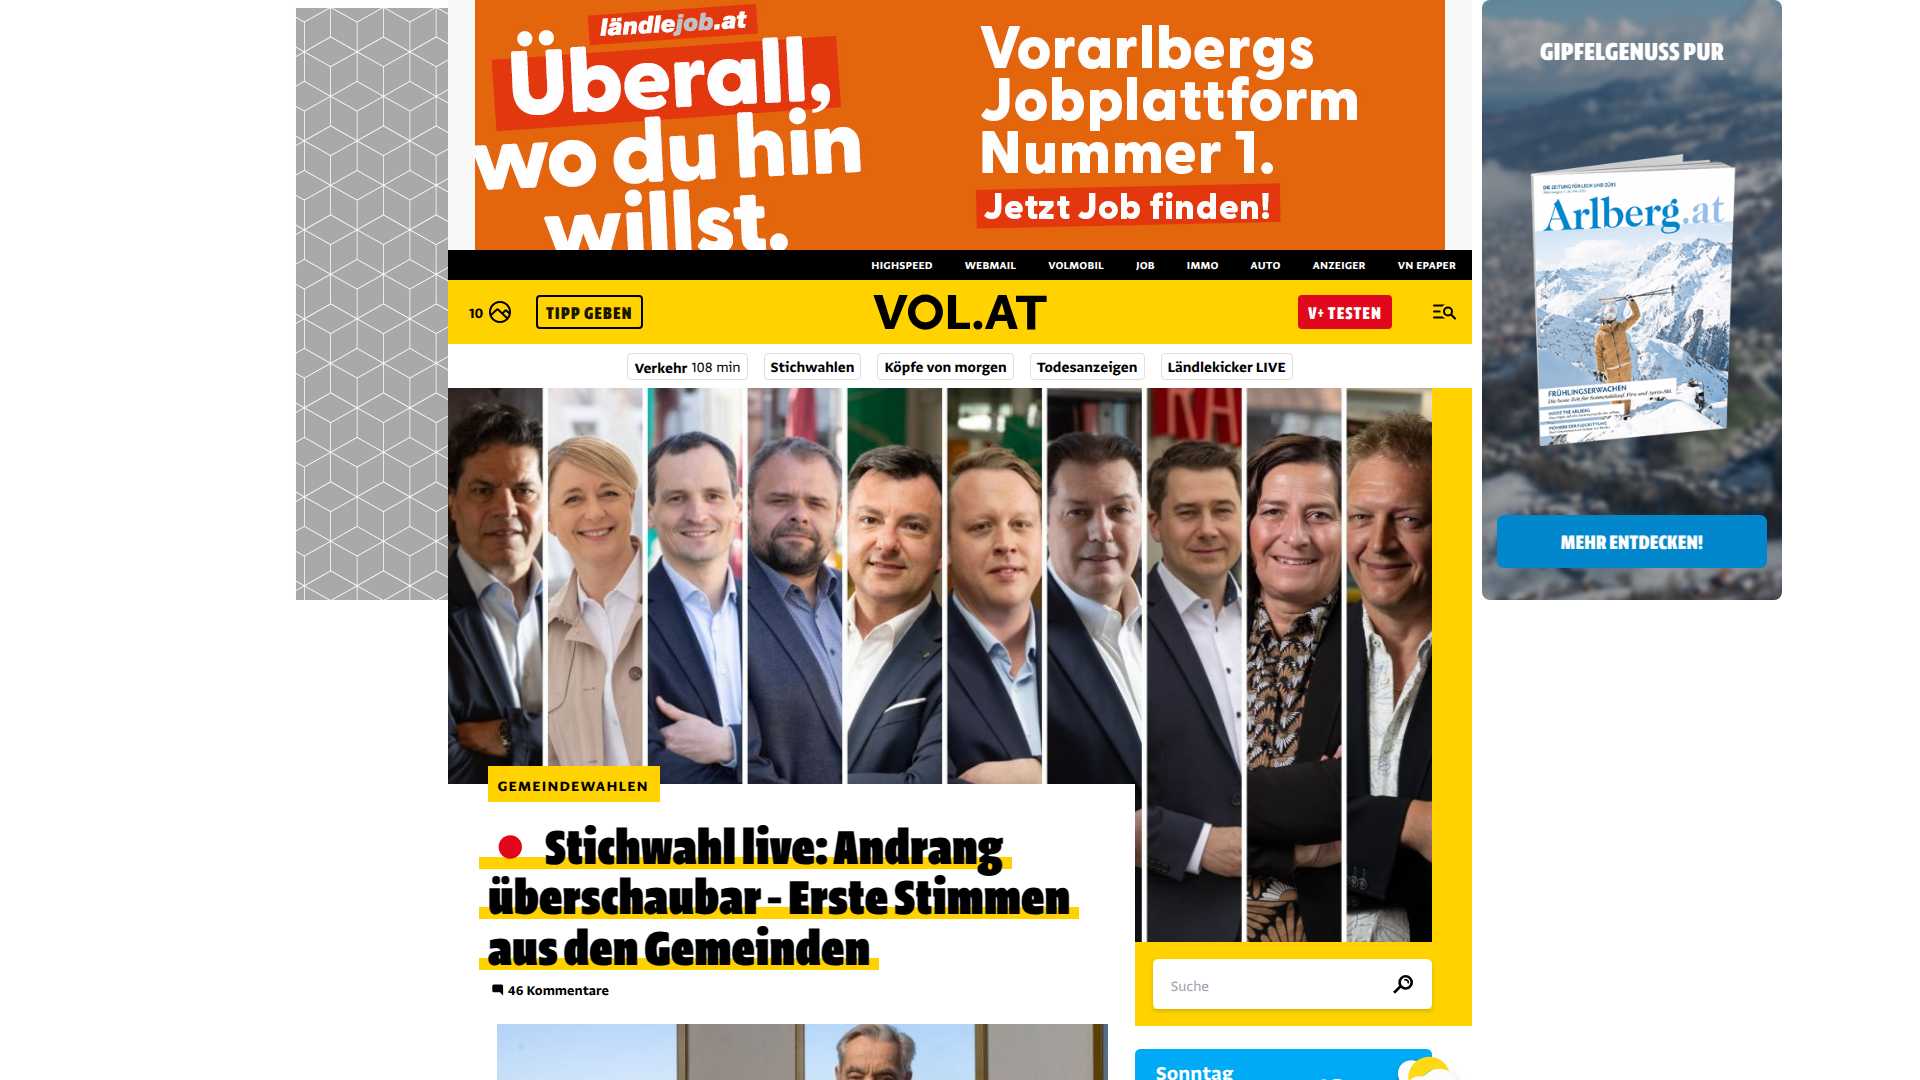 ländlejob.at
Überall,
wo du hin
willst.
Vorarlbergs
Jobplattform
Nummer 1.
Jetzt Job finden!
GIPFELGENUSS PUR
Arlberg.at
FRÜHLINGSERWACHEN
MEHR ENTDECKEN!
HIGHSPEED WEBMAIL VOLMOBIL JOB IMMO AUTO ANZEIGER VN EPAPER
10 TIPP GEBEN VOL.AT V+ TESTEN
Verkehr 108 min Stichwahlen Köpfe von morgen Todesanzeigen Ländlekicker LIVE
GEMEINDEWAHLEN
Stichwahl live: Andrang
überschaubar - Erste Stimmen
aus den Gemeinden
46 Kommentare
Suche
Sonntag